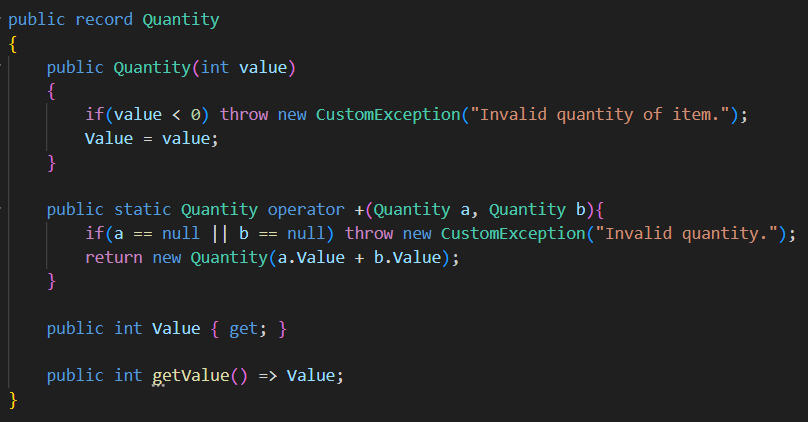 public record Quantity
{
public Quantity(int value)
{
if(value < 0) throw new CustomException("Invalid quantity of item.");
Value = value;
}
public static Quantity operator +(Quantity a, Quantity b){
if(a == null || b == null) throw new CustomException("Invalid quantity.");
return new Quantity(a.Value + b.Value);
}
public int Value { get; }
public int getValue() => Value;
}